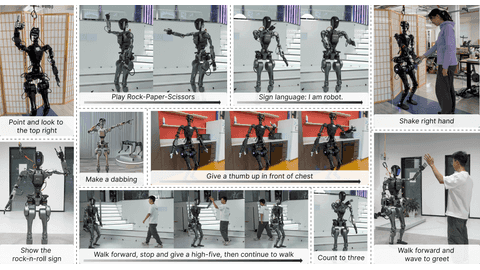 Play Rock-Paper-Scissors
Sign language: I am robot.
Point and look to
the top right
Shake right hand
Make a dabbing
Give a thumb up in front of chest
Show the
rock-n-roll sign
Walk forward, stop and give a high-five, then continue to walk
Count to three
Walk forward and
wave to greet